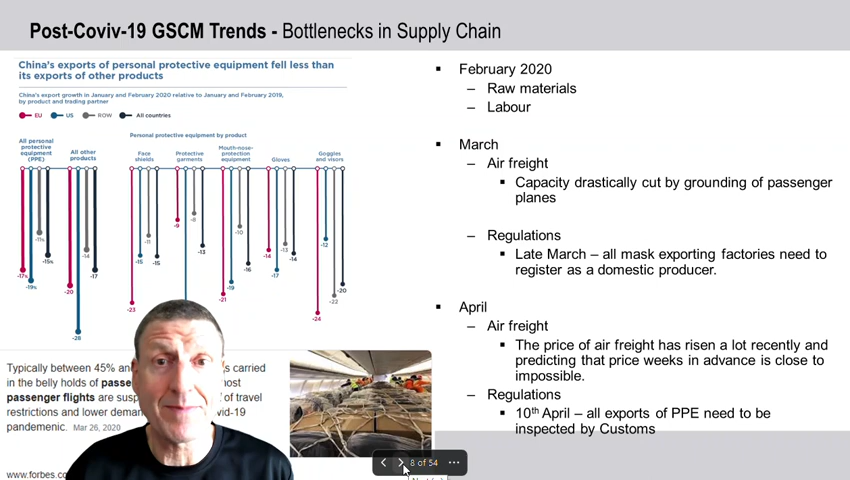 Post-Coviv-19 GSCM Trends - Bottlenecks in Supply Chain
China's exports of personal protective equipment fell less than
its exports of other products
China's export growth in January and February 2020 relative to January and February 2019,
by product and trading partner
EU US ROW All countries
Personal protective equipment by product
All personal
protective
equipment
(PPE)
All other
products
Face
shields
Protective
garments
Mouth-nose-
protection
equipment
Gloves
Goggles
and visors
-17%
-19%
-11%
-15%
-20
-28
-14
-17
-23
-15
-11
-15
-9
-8
-13
-21
-19
-10
-16
-14
-17
-13
-14
-24
-12
-22
-20
Typically between 45% an
s carried
in the belly holds of passe
most
passenger flights are susp
of travel
restrictions and lower deman
vid-19
pandemenic. Mar 26, 2020
www.forbes.co
▪ February 2020
– Raw materials
– Labour
▪ March
– Air freight
▪ Capacity drastically cut by grounding of passenger
planes
– Regulations
▪ Late March – all mask exporting factories need to
register as a domestic producer.
▪ April
– Air freight
▪ The price of air freight has risen a lot recently and
predicting that price weeks in advance is close to
impossible.
– Regulations
▪ 10th April – all exports of PPE need to be
inspected by Customs
8 of 54